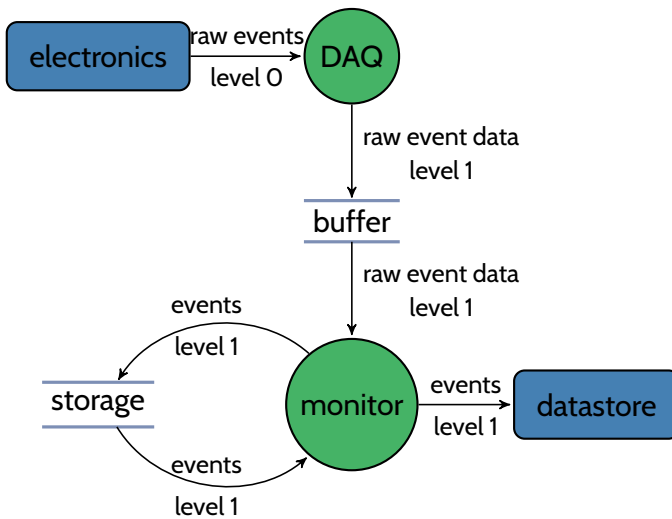 electronics
raw events
level 0
DAQ
raw event data
level 1
buffer
raw event data
level 1
events
level 1
storage
monitor
events
level 1
datastore
events
level 1